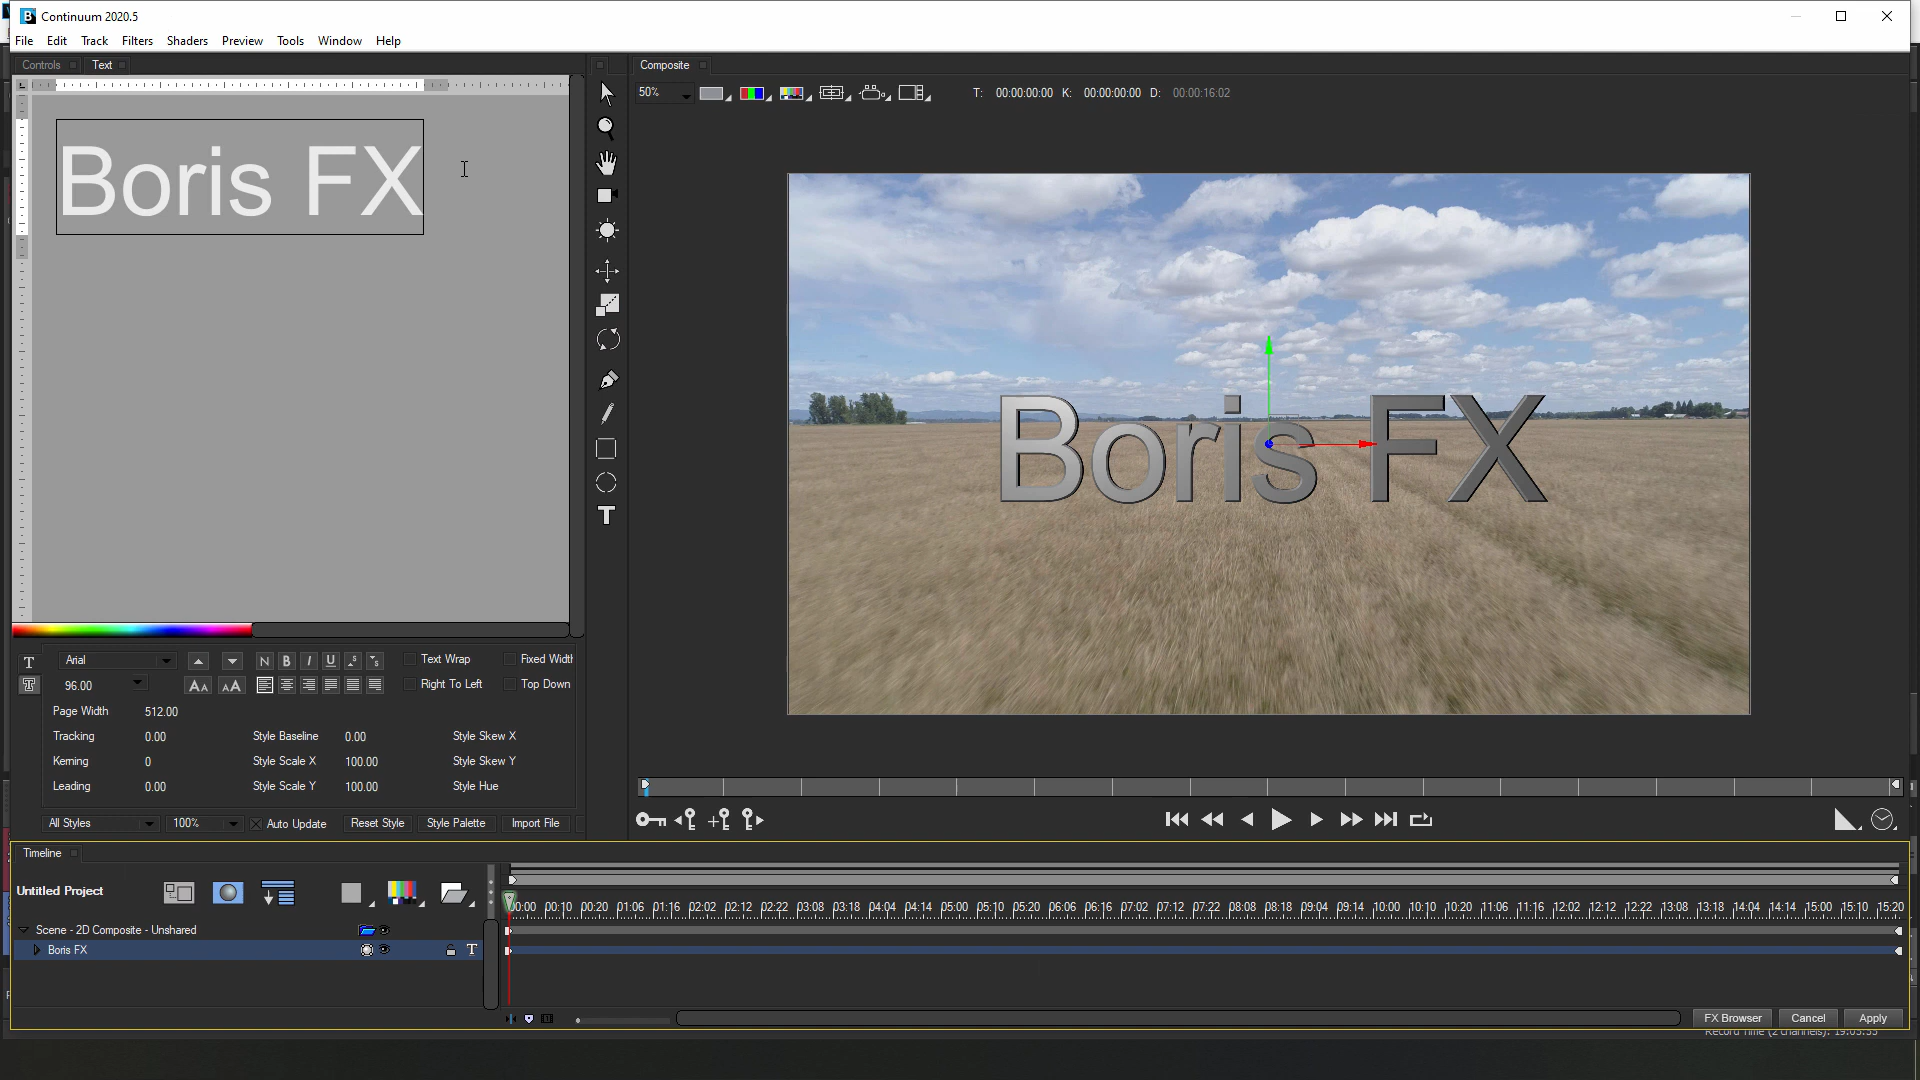 Continuum 2020.5
File Edit Track Filters Shaders Preview Tools Window Help
Controls Text
Composite
50%
T: 00:00:00:00 K: 00:00:00:00 D: 00:00:16:02
Boris FX
Boris FX
Arial
N B I U
Text Wrap Fixed Width
96.00
Right To Left Top Down
Page Width 512.00
Tracking 0.00 Style Baseline 0.00 Style Skew X
Kerning 0 Style Scale X 100.00 Style Skew Y
Leading 0.00 Style Scale Y 100.00 Style Hue
All Styles 100% Auto Update Reset Style Style Palette Import File
Timeline
Untitled Project
00:00 00:10 00:20 01:06 01:16 02:02 02:12 02:22 03:08 03:18 04:04 04:14 05:00 05:10 05:20 06:06 06:16 07:02 07:12 07:22 08:08 08:18 09:04 09:14 10:00 10:10 10:20 11:06 11:16 12:02 12:12 12:22 13:08 13:18 14:04 14:14 15:00 15:10 15:20
Scene - 2D Composite - Unshared
Boris FX
FX Browser Cancel Apply
Record Time (2 channels): 19:03:33